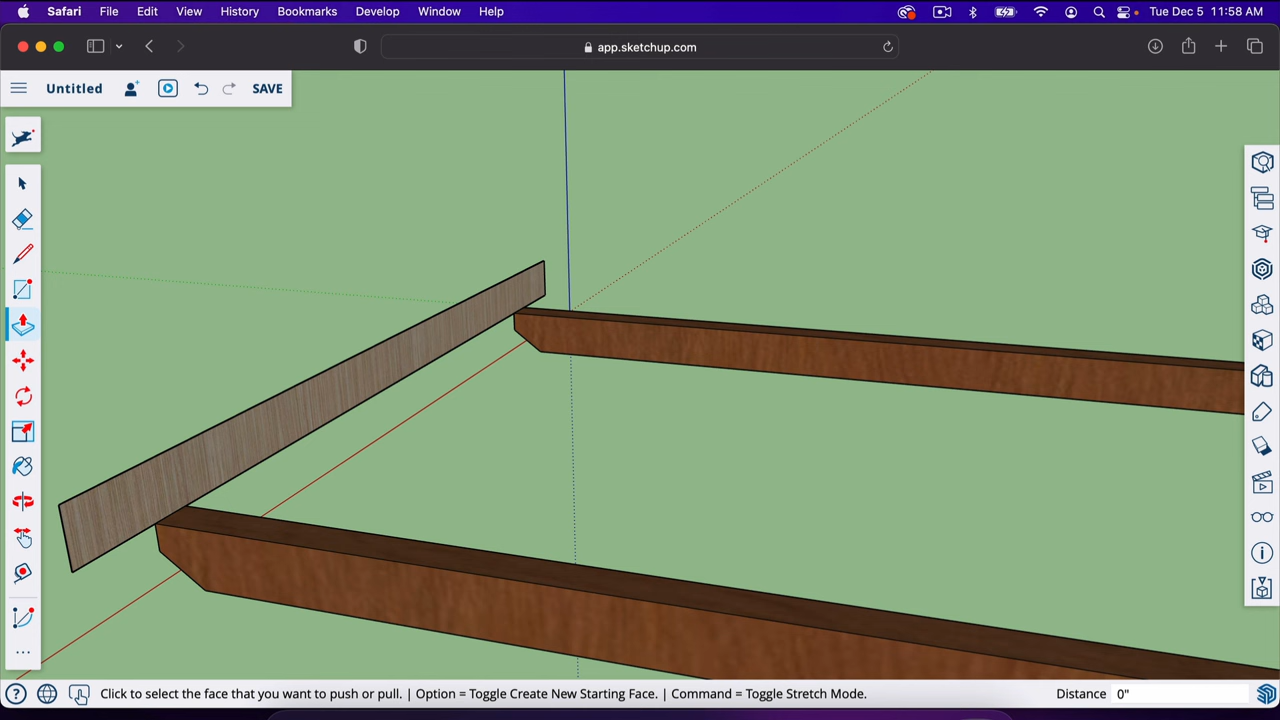 Safari File Edit View History Bookmarks Develop Window Help Tue Dec 5 11:58 AM
app.sketchup.com
Untitled SAVE
Click to select the face that you want to push or pull. | Option = Toggle Create New Starting Face. | Command = Toggle Stretch Mode. Distance 0"